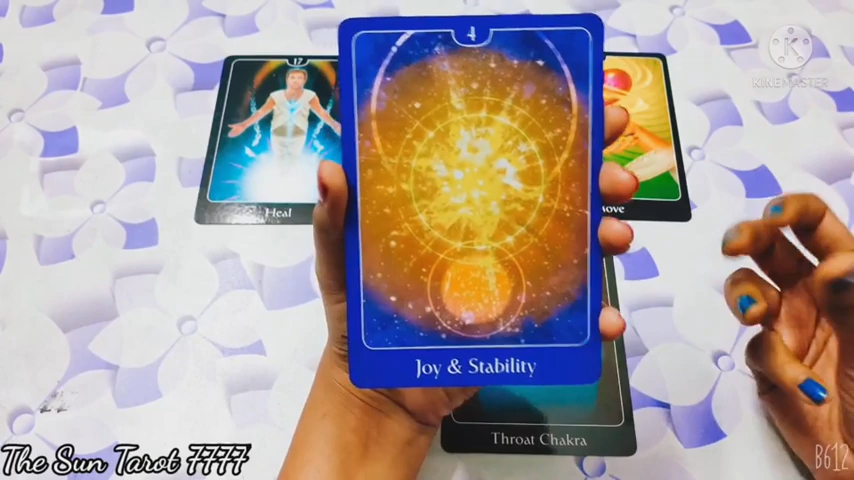 4
17
KINEMASTER
Heal
ove
Joy & Stability
Throat Chakra
The Sun Tarot 7777
B612